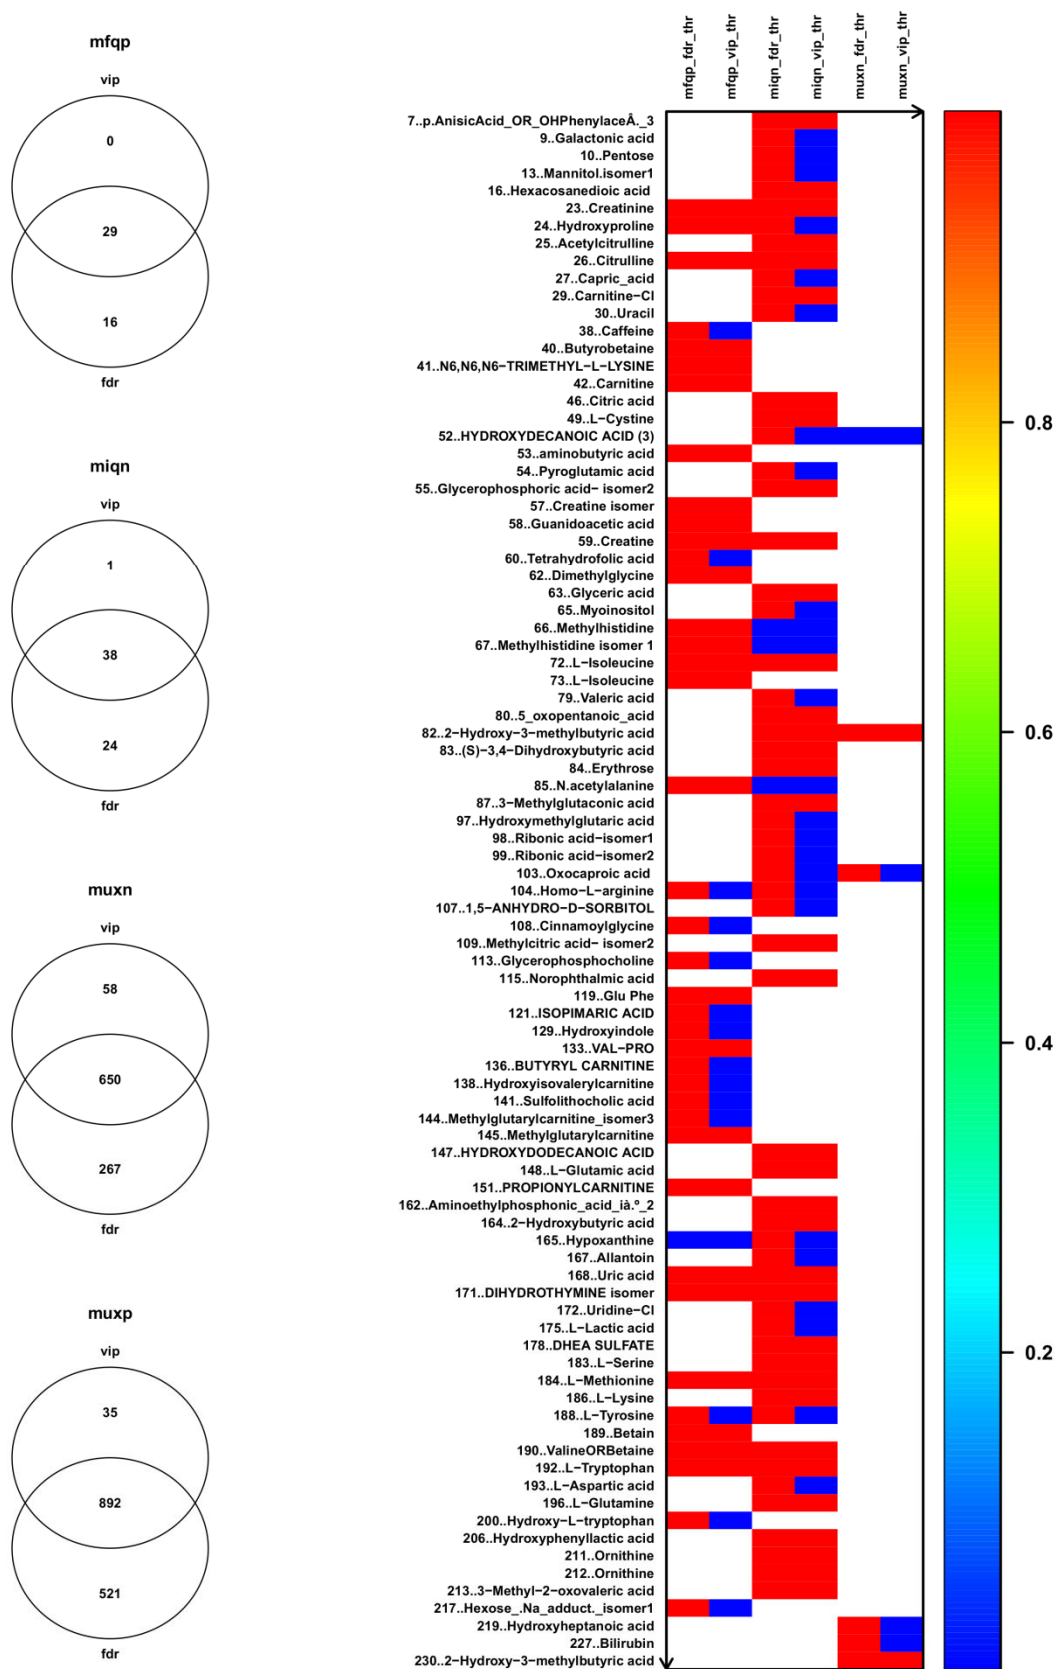 mfqp
vip
0
29
16
fdr
miqn
vip
1
38
24
fdr
muxn
vip
58
650
267
fdr
muxp
vip
35
892
521
fdr
mfqp_fdr_thr
mfqp_vip_thr
miqn_fdr_thr
miqn_vip_thr
muxn_fdr_thr
muxn_vip_thr
7..p.AnisicAcid_OR_OHPhenylaceÂ._3
9..Galactonic acid
10..Pentose
13..Mannitol.isomer1
16..Hexacosanedioic acid
23..Creatinine
24..Hydroxyproline
25..Acetylcitrulline
26..Citrulline
27..Capric_acid
29..Carnitine−Cl
30..Uracil
38..Caffeine
40..Butyrobetaine
41..N6,N6,N6−TRIMETHYL−L−LYSINE
42..Carnitine
46..Citric acid
49..L−Cystine
52..HYDROXYDECANOIC ACID (3)
53..aminobutyric acid
54..Pyroglutamic acid
55..Glycerophosphoric acid− isomer2
57..Creatine isomer
58..Guanidoacetic acid
59..Creatine
60..Tetrahydrofolic acid
62..Dimethylglycine
63..Glyceric acid
65..Myoinositol
66..Methylhistidine
67..Methylhistidine isomer 1
72..L−Isoleucine
73..L−Isoleucine
79..Valeric acid
80..5_oxopentanoic_acid
82..2−Hydroxy−3−methylbutyric acid
83..(S)−3,4−Dihydroxybutyric acid
84..Erythrose
85..N.acetylalanine
87..3−Methylglutaconic acid
97..Hydroxymethylglutaric acid
98..Ribonic acid−isomer1
99..Ribonic acid−isomer2
103..Oxocaproic acid
104..Homo−L−arginine
107..1,5−ANHYDRO−D−SORBITOL
108..Cinnamoylglycine
109..Methylcitric acid− isomer2
113..Glycerophosphocholine
115..Norophthalmic acid
119..Glu Phe
121..ISOPIMARIC ACID
129..Hydroxyindole
133..VAL−PRO
136..BUTYRYL CARNITINE
138..Hydroxyisovalerylcarnitine
141..Sulfolithocholic acid
144..Methylglutarylcarnitine_isomer3
145..Methylglutarylcarnitine
147..HYDROXYDODECANOIC ACID
148..L−Glutamic acid
151..PROPIONYLCARNITINE
162..Aminoethylphosphonic_acid_ià.º_2
164..2−Hydroxybutyric acid
165..Hypoxanthine
167..Allantoin
168..Uric acid
171..DIHYDROTHYMINE isomer
172..Uridine−Cl
175..L−Lactic acid
178..DHEA SULFATE
183..L−Serine
184..L−Methionine
186..L−Lysine
188..L−Tyrosine
189..Betain
190..ValineORBetaine
192..L−Tryptophan
193..L−Aspartic acid
196..L−Glutamine
200..Hydroxy−L−tryptophan
206..Hydroxyphenyllactic acid
211..Ornithine
212..Ornithine
213..3−Methyl−2−oxovaleric acid
217..Hexose_.Na_adduct._isomer1
219..Hydroxyheptanoic acid
227..Bilirubin
230..2−Hydroxy−3−methylbutyric acid
0.8
0.6
0.4
0.2